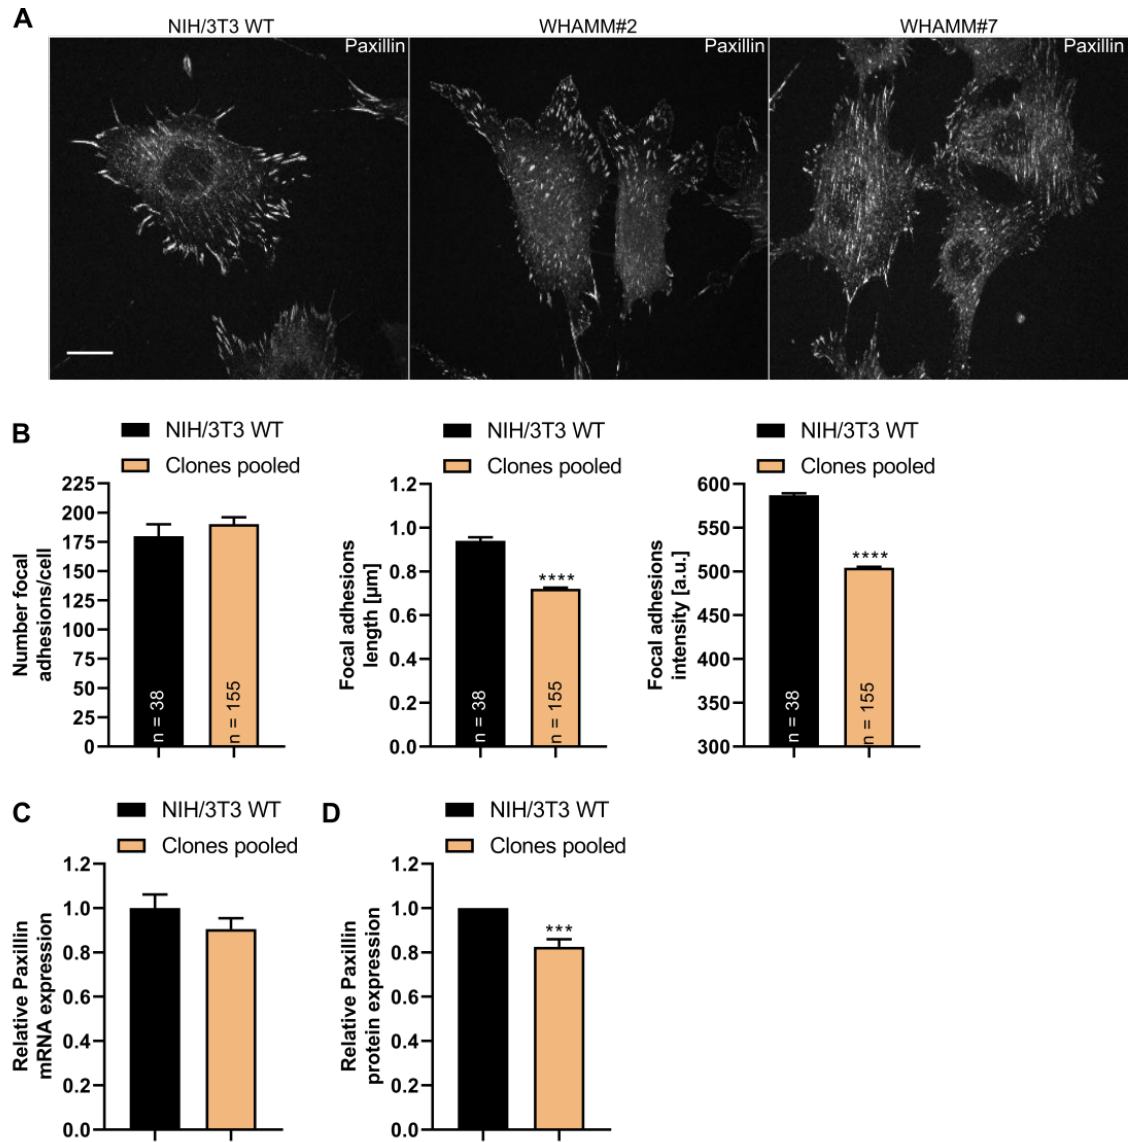 A
NIH/3T3 WT
WHAMM#2
WHAMM#7
Paxillin
Paxillin
Paxillin
B
NIH/3T3 WT
Clones pooled
225
200
175
150
125
100
75
50
25
0
Number focal
adhesions/cell
n = 38
n = 155
NIH/3T3 WT
Clones pooled
1.2
1.0
0.8
0.6
0.4
0.2
0.0
Focal adhesions
length [µm]
n = 38
****
n = 155
NIH/3T3 WT
Clones pooled
600
550
500
450
400
350
300
Focal adhesions
intensity [a.u.]
n = 38
****
n = 155
C
NIH/3T3 WT
Clones pooled
1.2
1.0
0.8
0.6
0.4
0.2
0.0
Relative Paxillin
mRNA expression
D
NIH/3T3 WT
Clones pooled
1.2
1.0
0.8
0.6
0.4
0.2
0.0
Relative Paxillin
protein expression
***